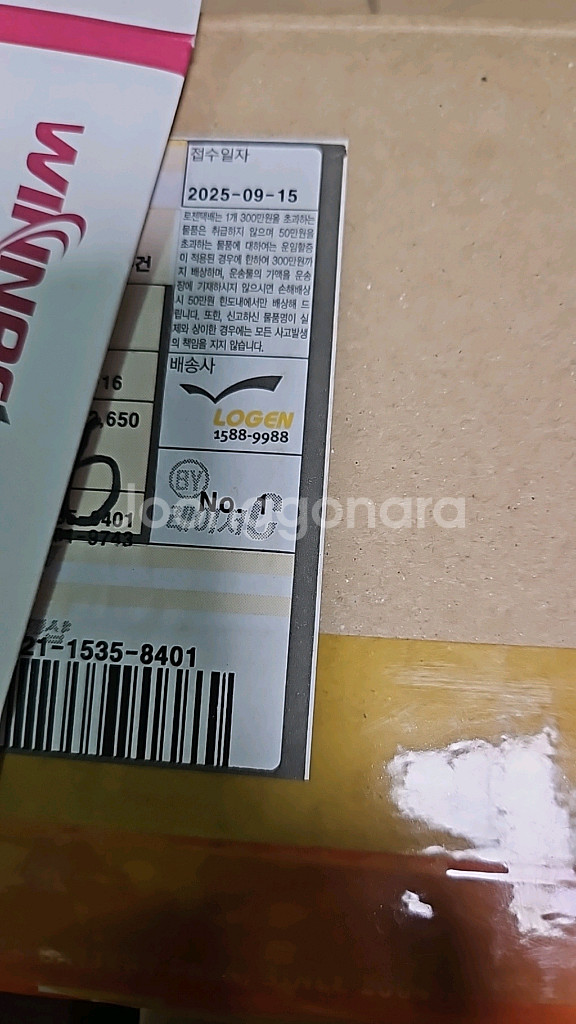 WINNPE
접수일자
2025-09-15
로젠택배는 1개 300만원을 초과하는
물품은 취급하지 않으며 50만원을
초과하는 물품에 대하여는 운임할증
이 적용된 경우에 한하여 300만원까
지 배상하며, 운송물의 가액을 운송
장에 기재하지 않으시면 손해배상
시 50만원 한도내에서만 배상해 드
립니다. 또한, 신고하신 물품명이 실
제와 상이한 경우에는 모든 사고발생
의 책임을 지지 않습니다.
건
16
,650
배송사
LOGEN
1588-9988
BY
No. 1
8401
9743
joonggonara
21-1535-8401